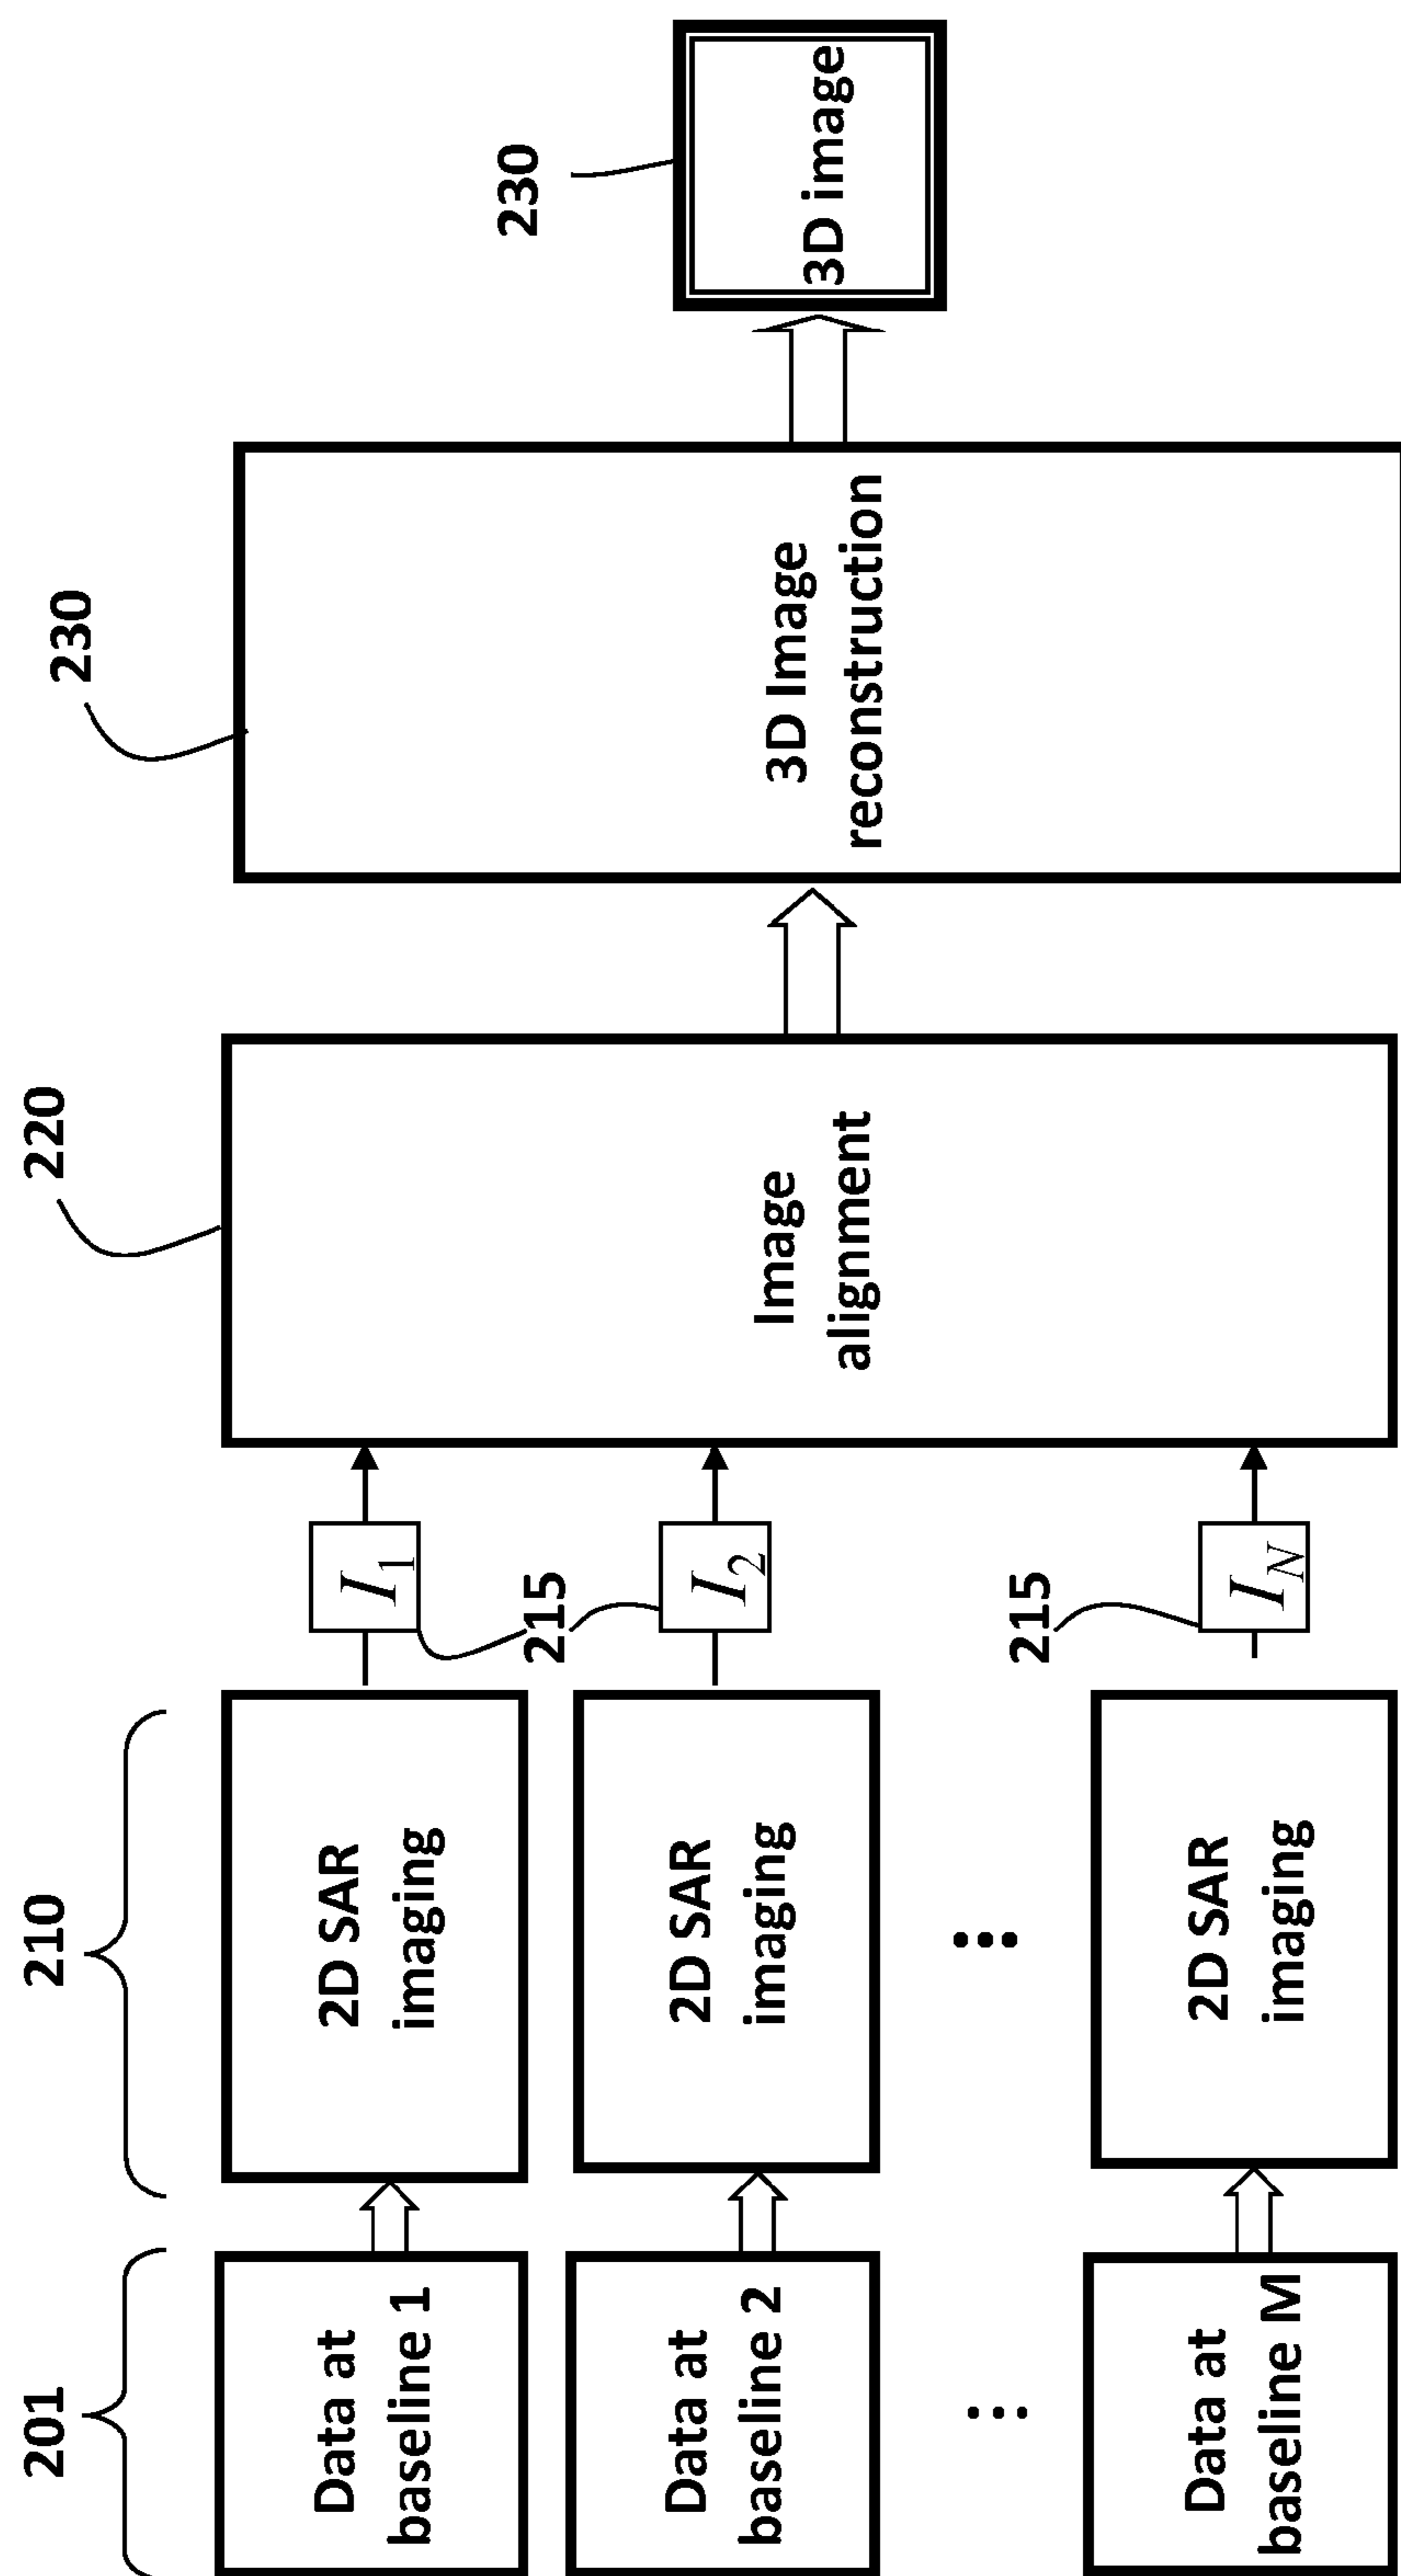 201
210
215
215
220
230
230
Data at
baseline 1
2D SAR
imaging
I₁
Data at
baseline 2
2D SAR
imaging
I₂
...
...
Data at
baseline M
2D SAR
imaging
I_N
Image
alignment
3D Image
reconstruction
3D image